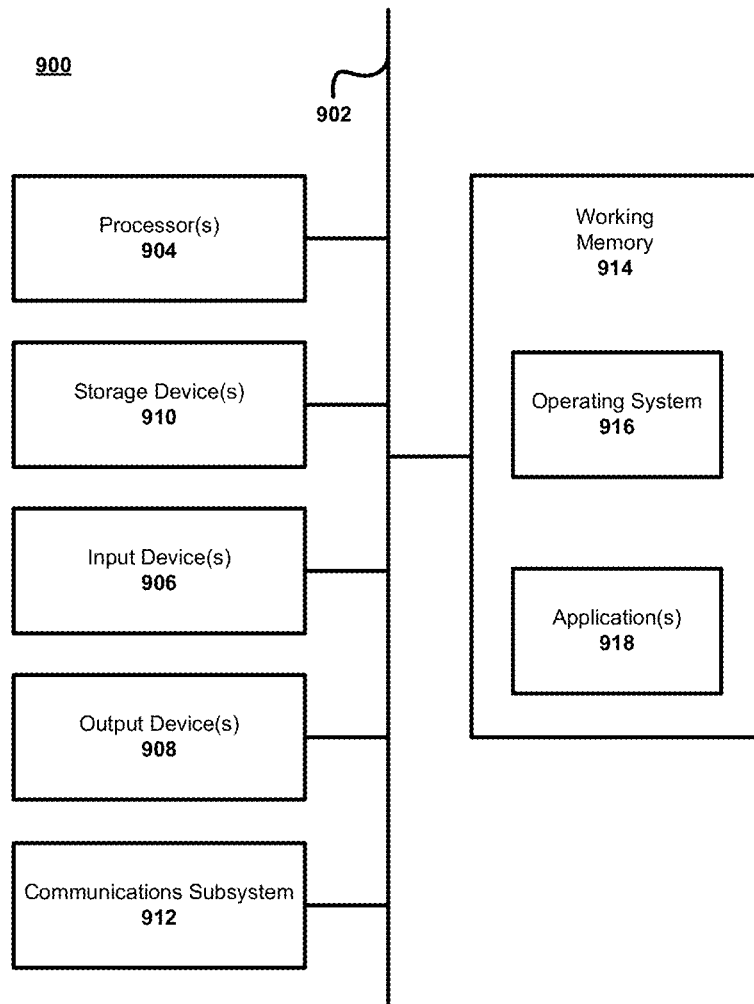 900
902
Processor(s)
904
Storage Device(s)
910
Input Device(s)
906
Output Device(s)
908
Communications Subsystem
912
Working
Memory
914
Operating System
916
Application(s)
918